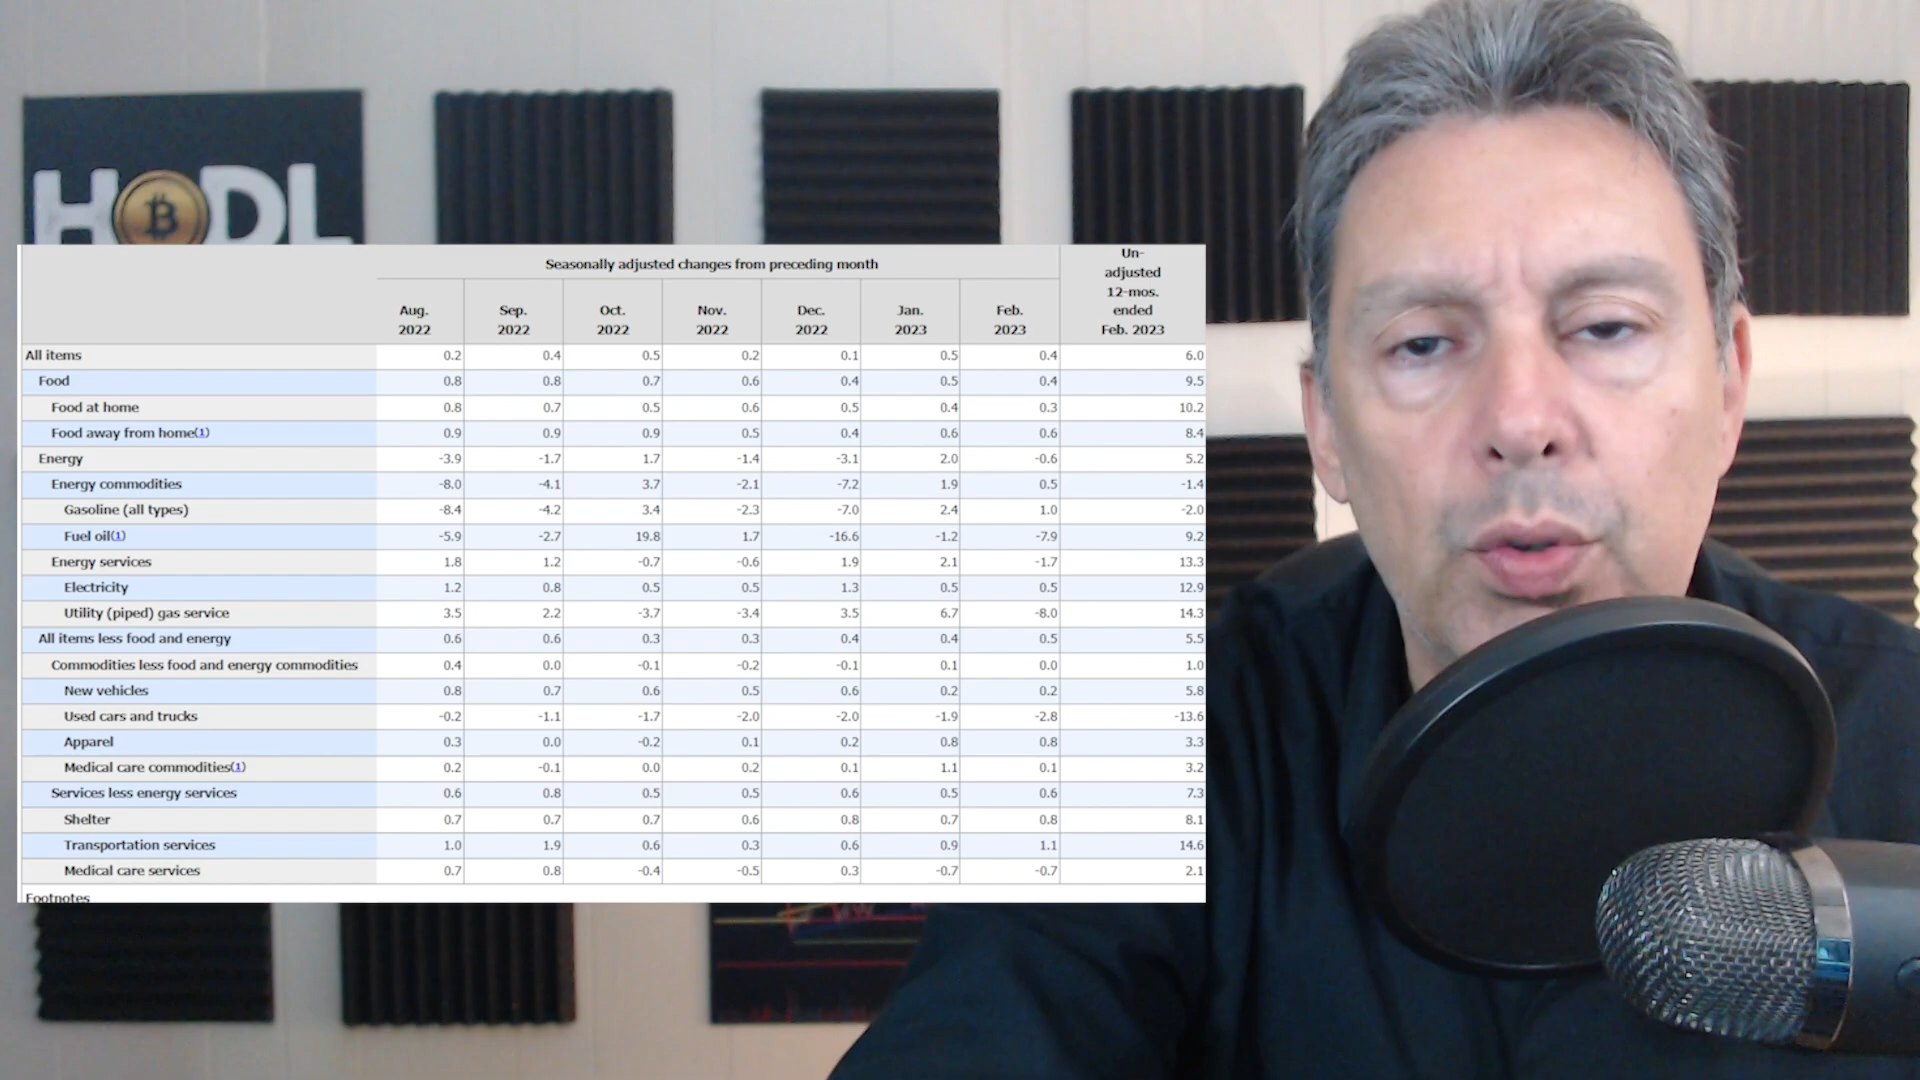 HODL
Seasonally adjusted changes from preceding month
Un-
adjusted
12-mos.
ended
Feb. 2023
Aug. 2022 Sep. 2022 Oct. 2022 Nov. 2022 Dec. 2022 Jan. 2023 Feb. 2023
All items 0.2 0.4 0.5 0.2 0.1 0.5 0.4 6.0
Food 0.8 0.8 0.7 0.6 0.4 0.5 0.4 9.5
Food at home 0.8 0.7 0.5 0.6 0.5 0.4 0.3 10.2
Food away from home(1) 0.9 0.9 0.9 0.5 0.4 0.6 0.6 8.4
Energy -3.9 -1.7 1.7 -1.4 -3.1 2.0 -0.6 5.2
Energy commodities -8.0 -4.1 3.7 -2.1 -7.2 1.9 0.5 -1.4
Gasoline (all types) -8.4 -4.2 3.4 -2.3 -7.0 2.4 1.0 -2.0
Fuel oil(1) -5.9 -2.7 19.8 1.7 -16.6 -1.2 -7.9 9.2
Energy services 1.8 1.2 -0.7 -0.6 1.9 2.1 -1.7 13.3
Electricity 1.2 0.8 0.5 0.5 1.3 0.5 0.5 12.9
Utility (piped) gas service 3.5 2.2 -3.7 -3.4 3.5 6.7 -8.0 14.3
All items less food and energy 0.6 0.6 0.3 0.3 0.4 0.4 0.5 5.5
Commodities less food and energy commodities 0.4 0.0 -0.1 -0.2 -0.1 0.1 0.0 1.0
New vehicles 0.8 0.7 0.6 0.5 0.6 0.2 0.2 5.8
Used cars and trucks -0.2 -1.1 -1.7 -2.0 -2.0 -1.9 -2.8 -13.6
Apparel 0.3 0.0 -0.2 0.1 0.2 0.8 0.8 3.3
Medical care commodities(1) 0.2 -0.1 0.0 0.2 0.1 1.1 0.1 3.2
Services less energy services 0.6 0.8 0.5 0.5 0.6 0.5 0.6 7.3
Shelter 0.7 0.7 0.7 0.6 0.8 0.7 0.8 8.1
Transportation services 1.0 1.9 0.6 0.3 0.6 0.9 1.1 14.6
Medical care services 0.7 0.8 -0.4 -0.5 0.3 -0.7 -0.7 2.1
Footnotes